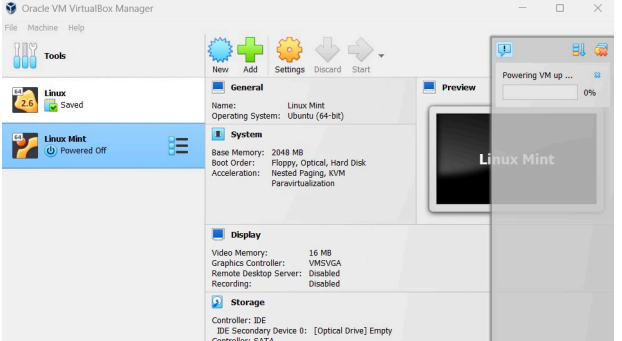 Oracle VM VirtualBox Manager
File Machine Help
Tools
New Add Settings Discard Start
64
2.6
Linux
Saved
64
Linux Mint
Powered Off
General
Name: Linux Mint
Operating System: Ubuntu (64-bit)
System
Base Memory: 2048 MB
Boot Order: Floppy, Optical, Hard Disk
Acceleration: Nested Paging, KVM
Paravirtualization
Display
Video Memory: 16 MB
Graphics Controller: VMSVGA
Remote Desktop Server: Disabled
Recording: Disabled
Storage
Controller: IDE
IDE Secondary Device 0: [Optical Drive] Empty
Controller: SATA
Preview
Linux Mint
Powering VM up ...
0%